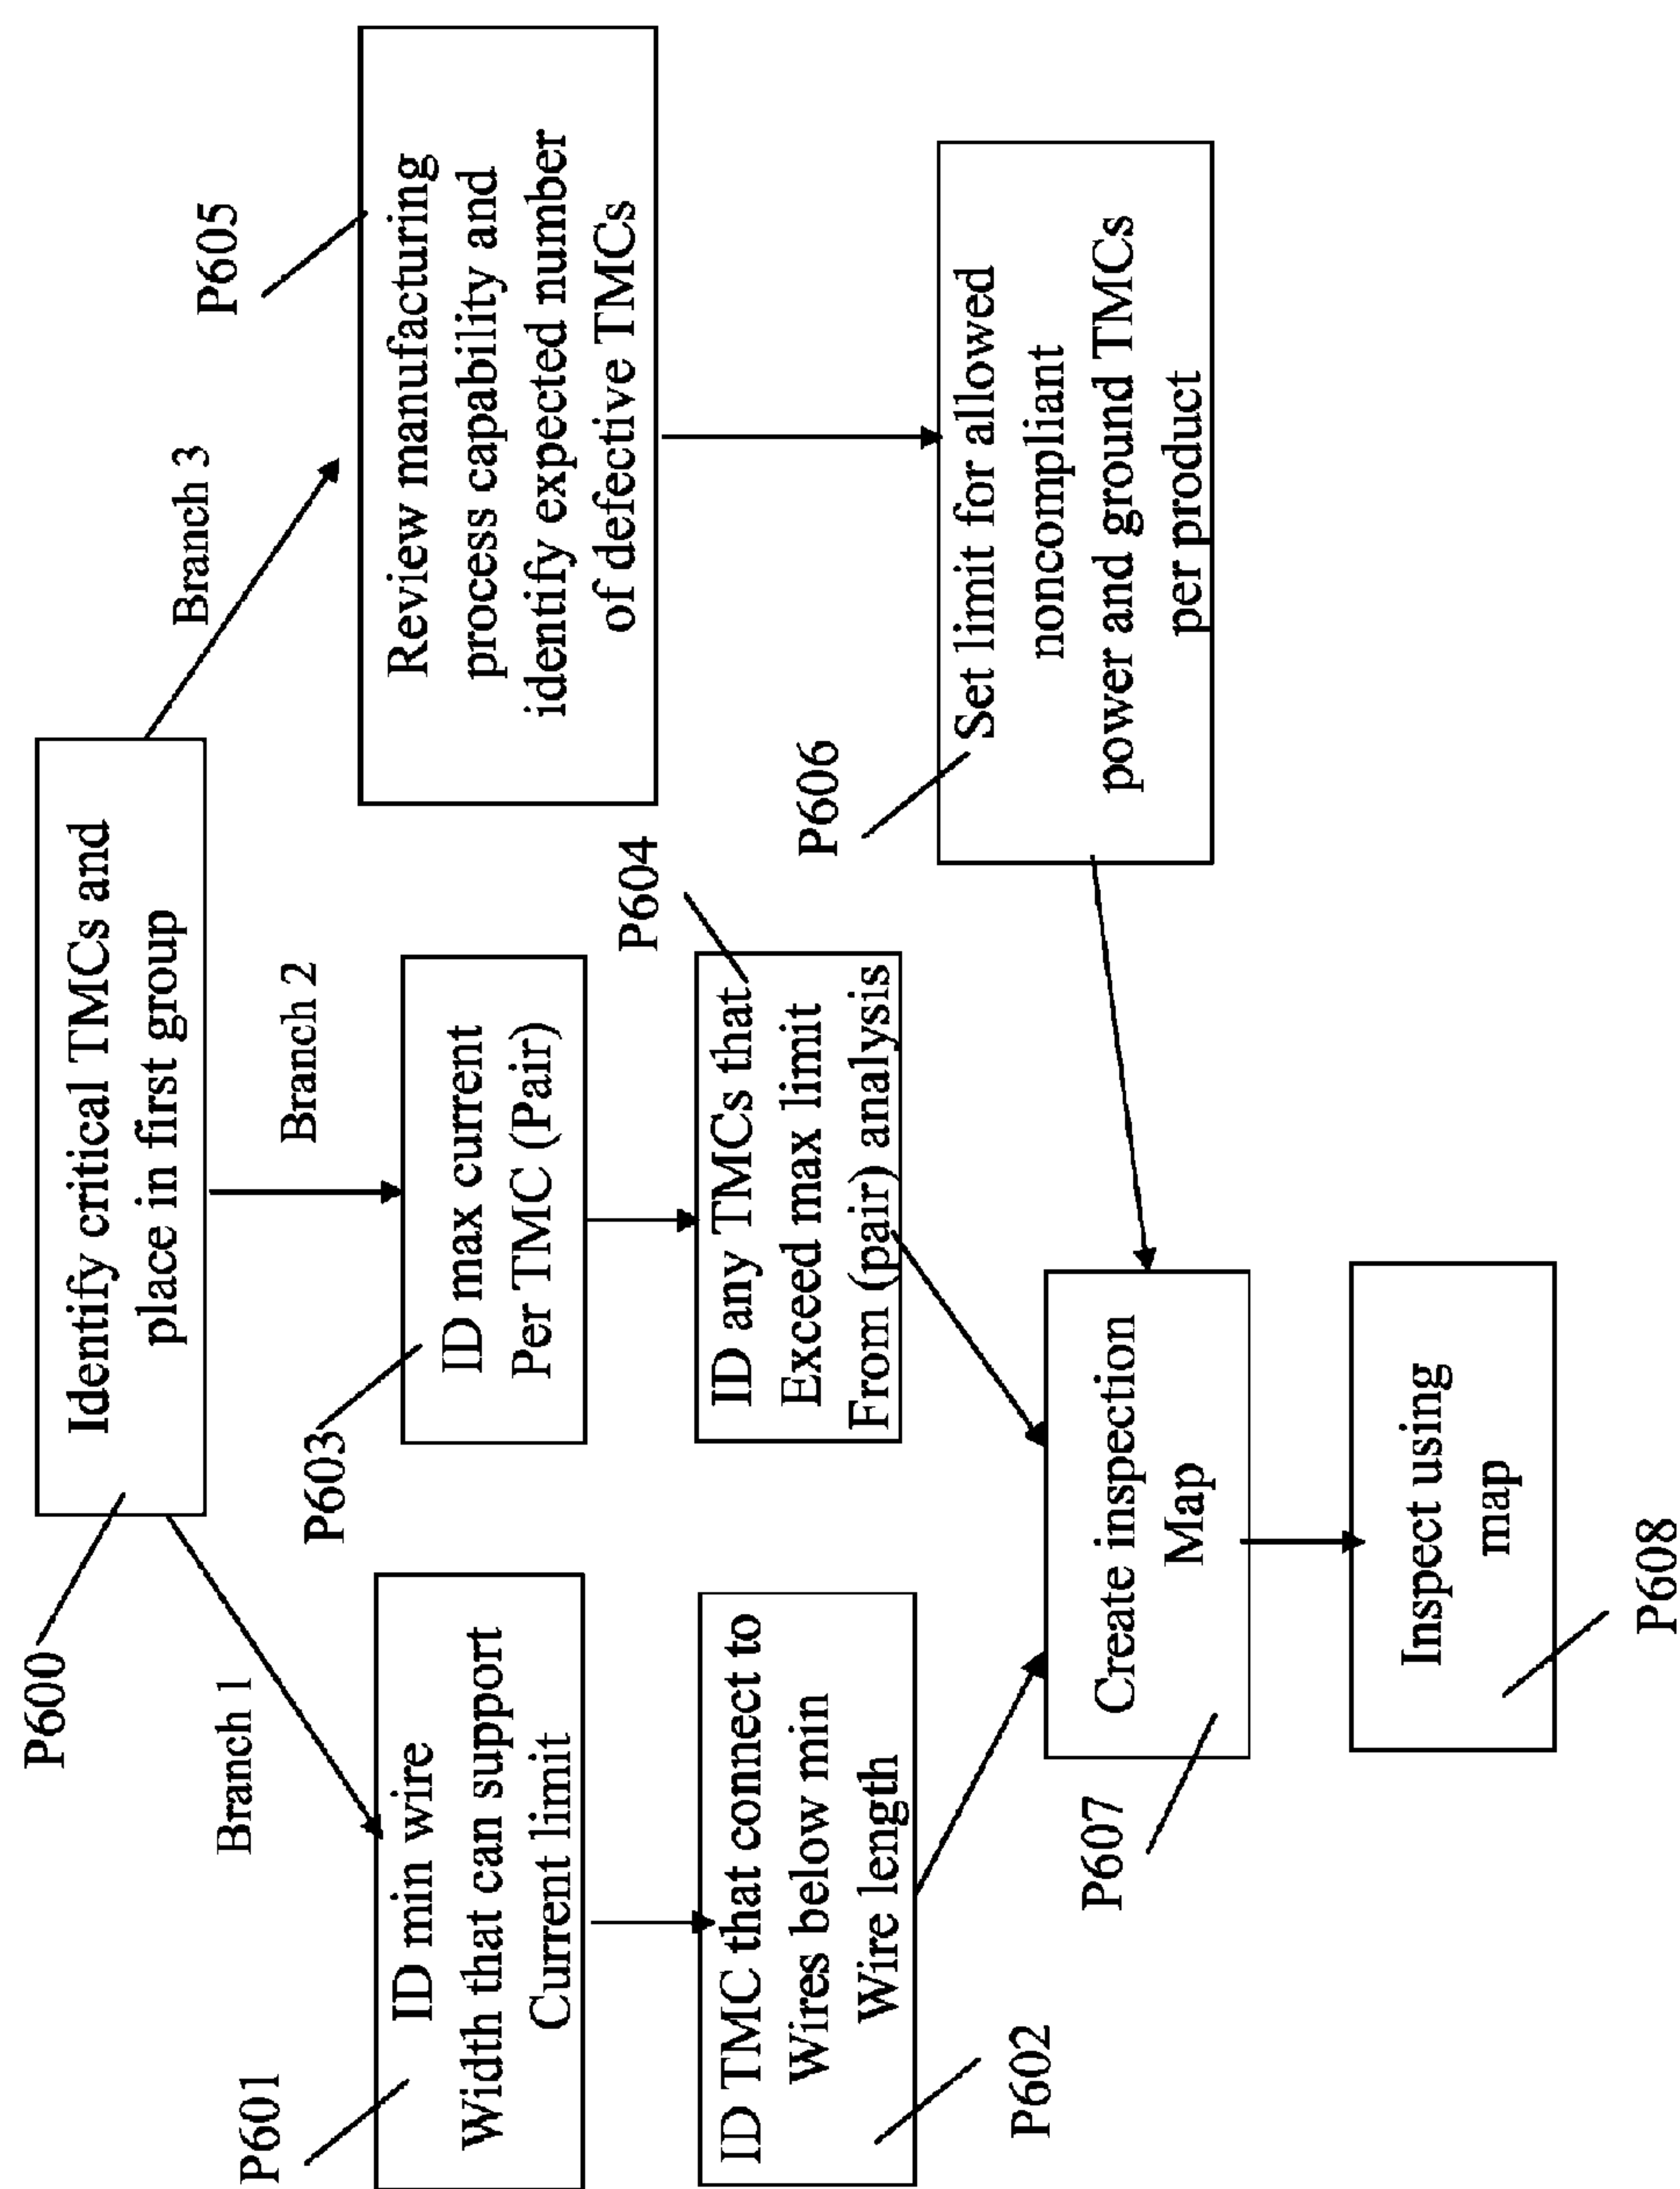 P600
Identify critical TMCs and
place in first group
Branch 1
Branch 2
Branch 3
P601
ID min wire
Width that can support
Current limit
P603
ID max current
Per TMC (Pair)
P605
Review manufacturing
process capability and
identify expected number
of defective TMCs
ID TMC that connect to
Wires below min
Wire length
P602
P604
ID any TMCs that
Exceed max limit
From (pair) analysis
P606
Set limit for allowed
noncompliant
power and ground TMCs
per product
P607
Create inspection
Map
Inspect using
map
P608